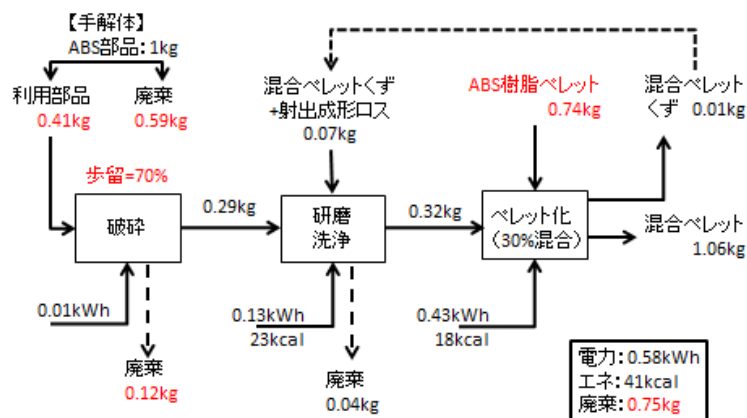 【手解体】
ABS部品：1kg
利用部品
0.41kg
廃棄
0.59kg
混合ペレットくず
+射出成形ロス
0.07kg
ABS樹脂ペレット
0.74kg
混合ペレット
くず 0.01kg
歩留=70%
破砕
0.29kg
研磨
洗浄
0.32kg
ペレット化
（30%混合）
混合ペレット
1.06kg
0.01kWh
0.13kWh
23kcal
0.43kWh
18kcal
廃棄
0.12kg
廃棄
0.04kg
電力：0.58kWh
エネ：41kcal
廃棄：0.75kg